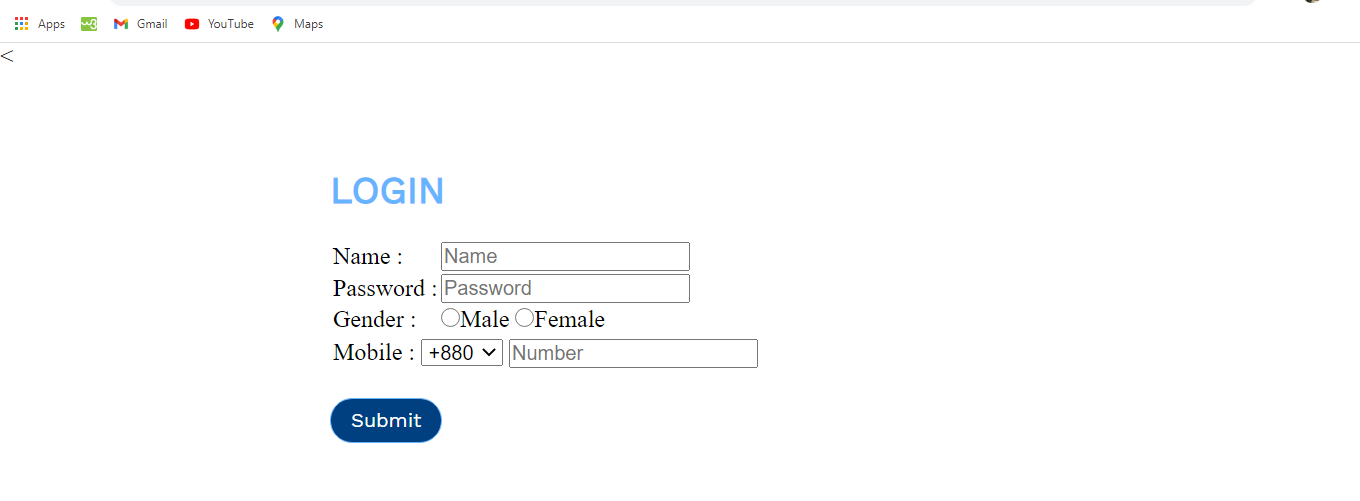 Apps Gmail YouTube Maps
<
LOGIN
Name : Name
Password : Password
Gender : Male Female
Mobile : +880 Number
Submit